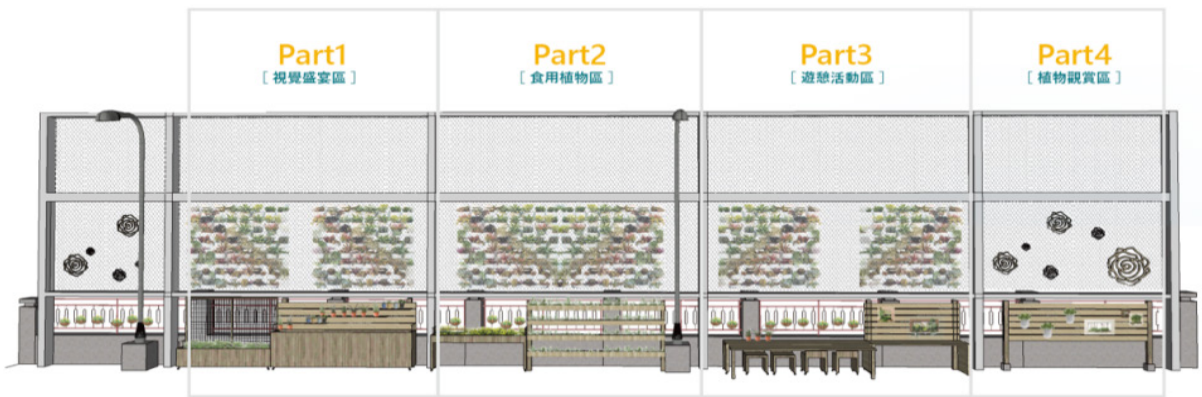 Part1
[ 視覺盛宴區 ]
Part2
[ 食用植物區 ]
Part3
[ 遊憩活動區 ]
Part4
[ 植物觀賞區 ]